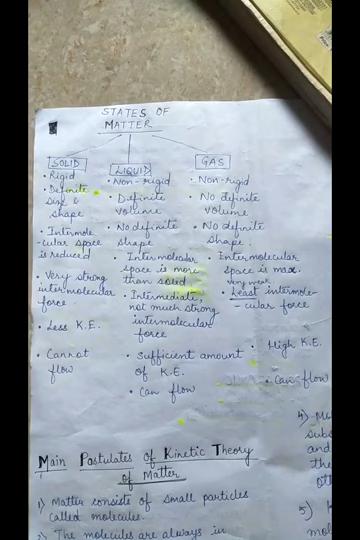 STATES OF
MATTER
SOLID
• Rigid
• Definite
size &
shape
• Intermole
-cular space
is reduced
• Very strong
intermolecular
force.
• Less K.E.
• Cannot
flow
LIQUID
• Non-rigid
• Definite
volume
• No definite
shape
• Intermolecular
space is more
than solid
• Intermediate,
not much strong
intermolecular
force
• Sufficient amount
of K.E.
• Can flow
GAS
• Non-rigid
• No definite
volume
• No definite
shape.
• Intermolecular
space is max.
very weak
• Least intermole-
-cular force
• High K.E.
• Can flow
Main Postulates of Kinetic Theory
of Matter
1) Matter consists of small particles
called molecules.
2) The molecules are always in
4)
subs
and
the
5)